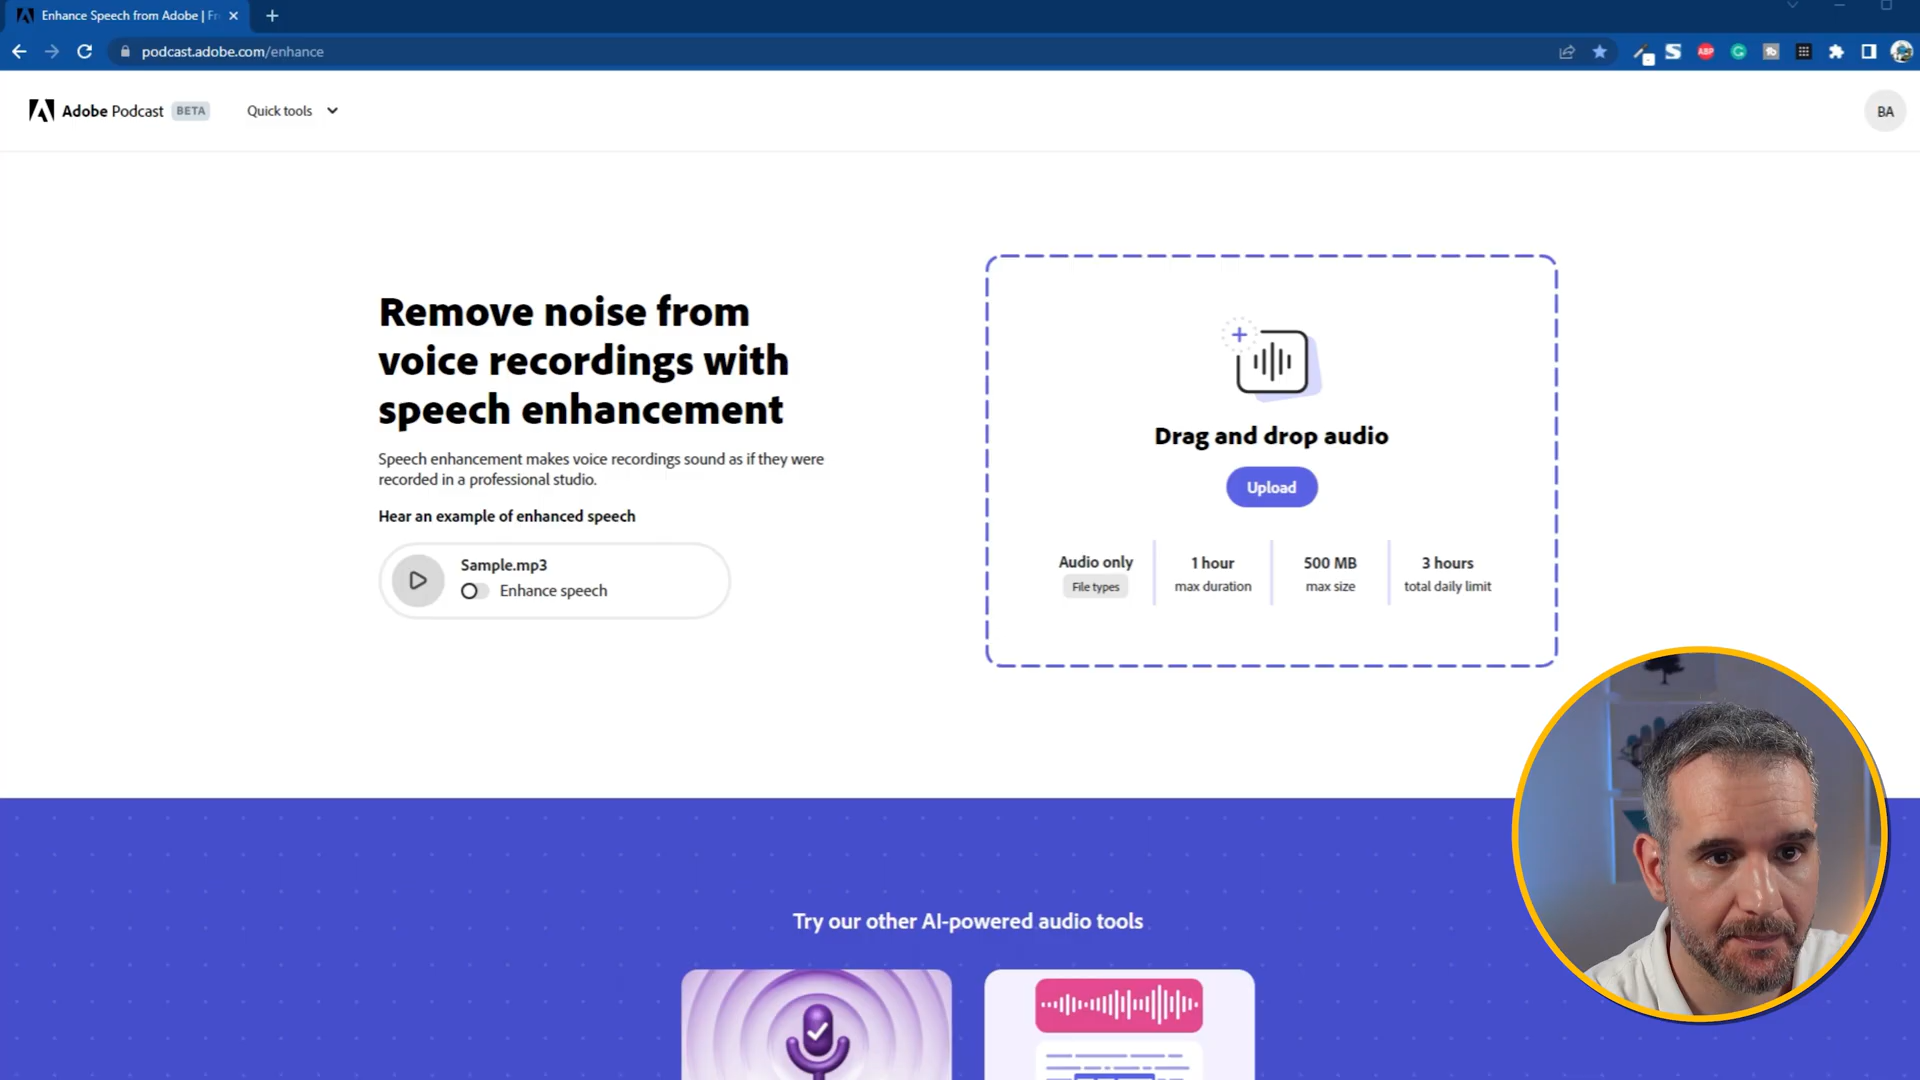 Enhance Speech from Adobe | Fr
podcast.adobe.com/enhance
ABP
Adobe Podcast BETA Quick tools
BA
Remove noise from
voice recordings with
speech enhancement
Speech enhancement makes voice recordings sound as if they were
recorded in a professional studio.
Hear an example of enhanced speech
Sample.mp3
Enhance speech
Drag and drop audio
Upload
Audio only
File types
1 hour
max duration
500 MB
max size
3 hours
total daily limit
Try our other AI-powered audio tools